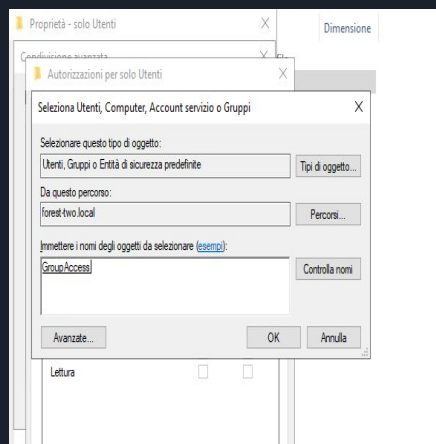 Proprietà - solo Utenti
Dimensione
Condivisione avanzata
Autorizzazioni per solo Utenti
Seleziona Utenti, Computer, Account servizio o Gruppi
Selezionare questo tipo di oggetto:
Utenti, Gruppi o Entità di sicurezza predefinite
Tipi di oggetto...
Da questo percorso:
forest-two.local
Percorsi...
Immettere i nomi degli oggetti da selezionare (esempi):
GroupAccess
Controlla nomi
Avanzate...
OK
Annulla
Lettura